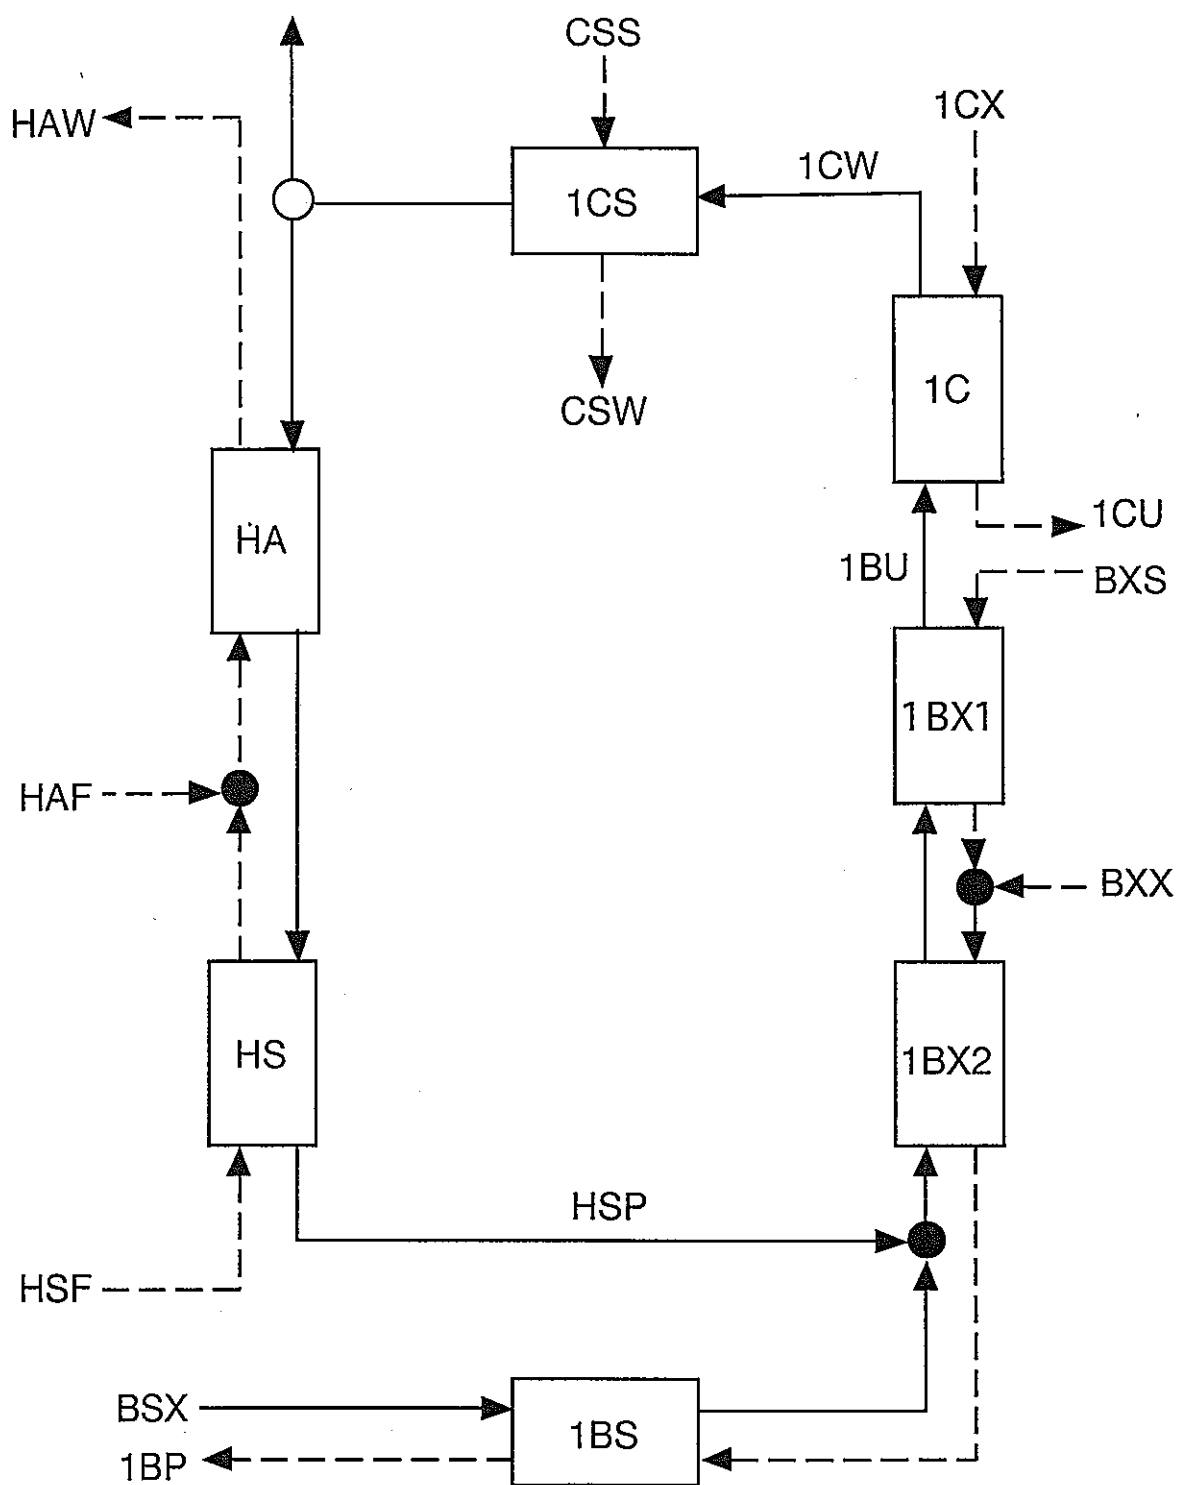 CSS
HAW
1CX
1CW
1CS
1C
CSW
1CU
HA
1BU
BXS
1BX1
HAF
BXX
HS
1BX2
HSP
HSF
BSX
1BS
1BP